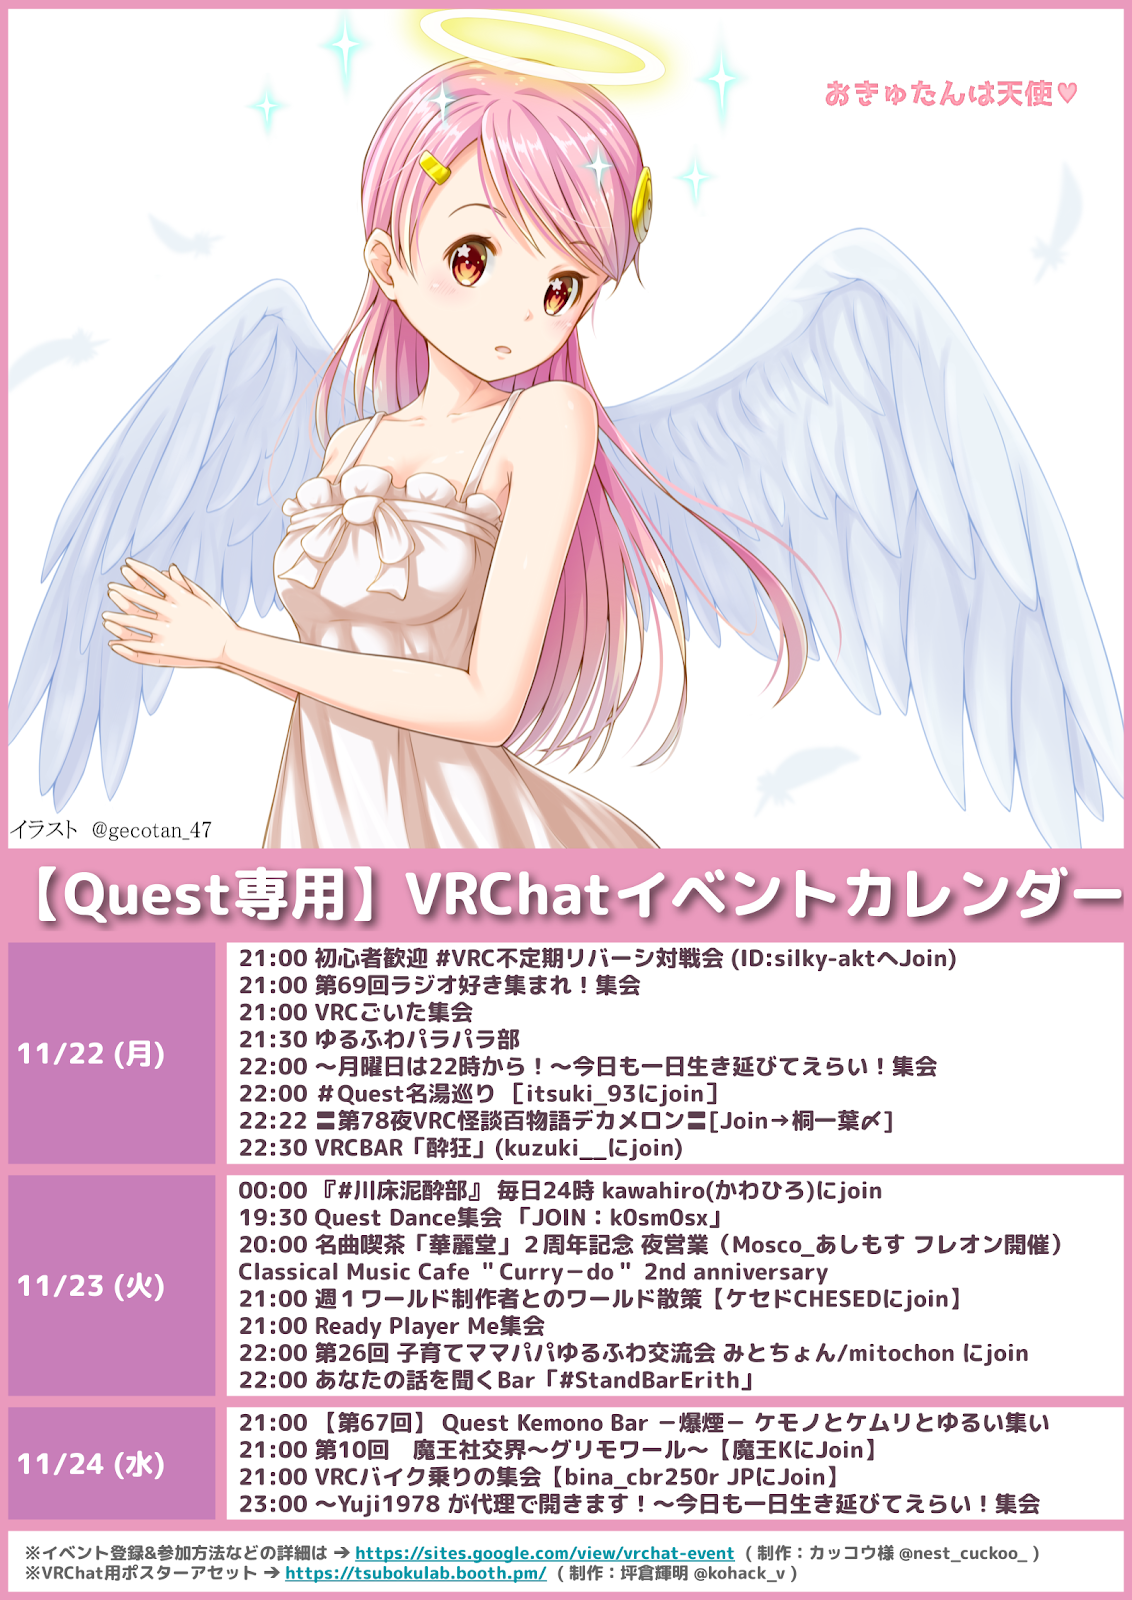 おきゅたんは天使♥
イラスト @gecotan_47
【Quest専用】VRChatイベントカレンダー
11/22 (月)
21:00 初心者歓迎 #VRC不定期リバーシ対戦会 (ID:silky-aktへJoin)
21:00 第69回ラジオ好き集まれ！集会
21:00 VRCごいた集会
21:30 ゆるふわパラパラ部
22:00 ～月曜日は22時から！～今日も一日生き延びてえらい！集会
22:00 ＃Quest名湯巡り ［itsuki_93にjoin］
22:22 〓第78夜VRC怪談百物語デカメロン〓[Join→桐一葉〆]
22:30 VRCBAR「酔狂」(kuzuki__にjoin)
11/23 (火)
00:00 『#川床泥酔部』 毎日24時 kawahiro(かわひろ)にjoin
19:30 Quest Dance集会 「JOIN：k0sm0sx」
20:00 名曲喫茶「華麗堂」２周年記念 夜営業（Mosco_あしもす フレオン開催）
Classical Music Cafe ＂Curry－do＂ 2nd anniversary
21:00 週１ワールド制作者とのワールド散策【ケセドCHESEDにjoin】
21:00 Ready Player Me集会
22:00 第26回 子育てママパパゆるふわ交流会 みとちょん/mitochon にjoin
22:00 あなたの話を聞くBar「#StandBarErith」
11/24 (水)
21:00 【第67回】 Quest Kemono Bar －爆煙－ ケモノとケムリとゆるい集い
21:00 第10回　魔王社交界～グリモワール～【魔王KにJoin】
21:00 VRCバイク乗りの集会【bina_cbr250r JPにJoin】
23:00 ～Yuji1978 が代理で開きます！～今日も一日生き延びてえらい！集会
※イベント登録&参加方法などの詳細は → https://sites.google.com/view/vrchat-event ( 制作：カッコウ様 @nest_cuckoo_ )
※VRChat用ポスターアセット → https://tsubokulab.booth.pm/ ( 制作：坪倉輝明 @kohack_v )